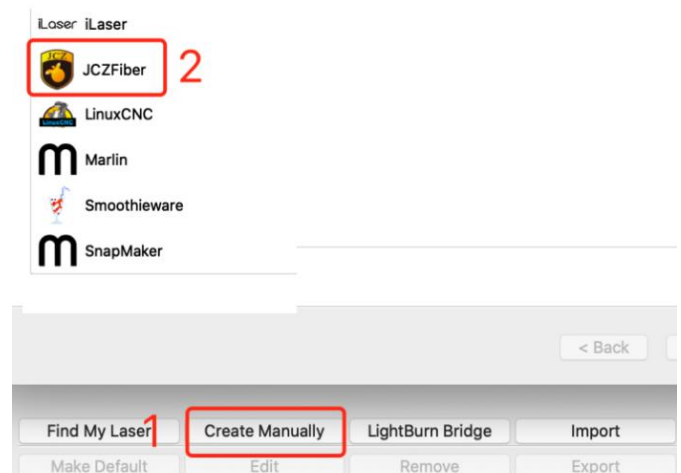 iLaser iLaser
JCZ
JCZFiber 2
LinuxCNC
Marlin
Smoothieware
SnapMaker
< Back
1
Find My Laser Create Manually LightBurn Bridge Import
Make Default Edit Remove Export